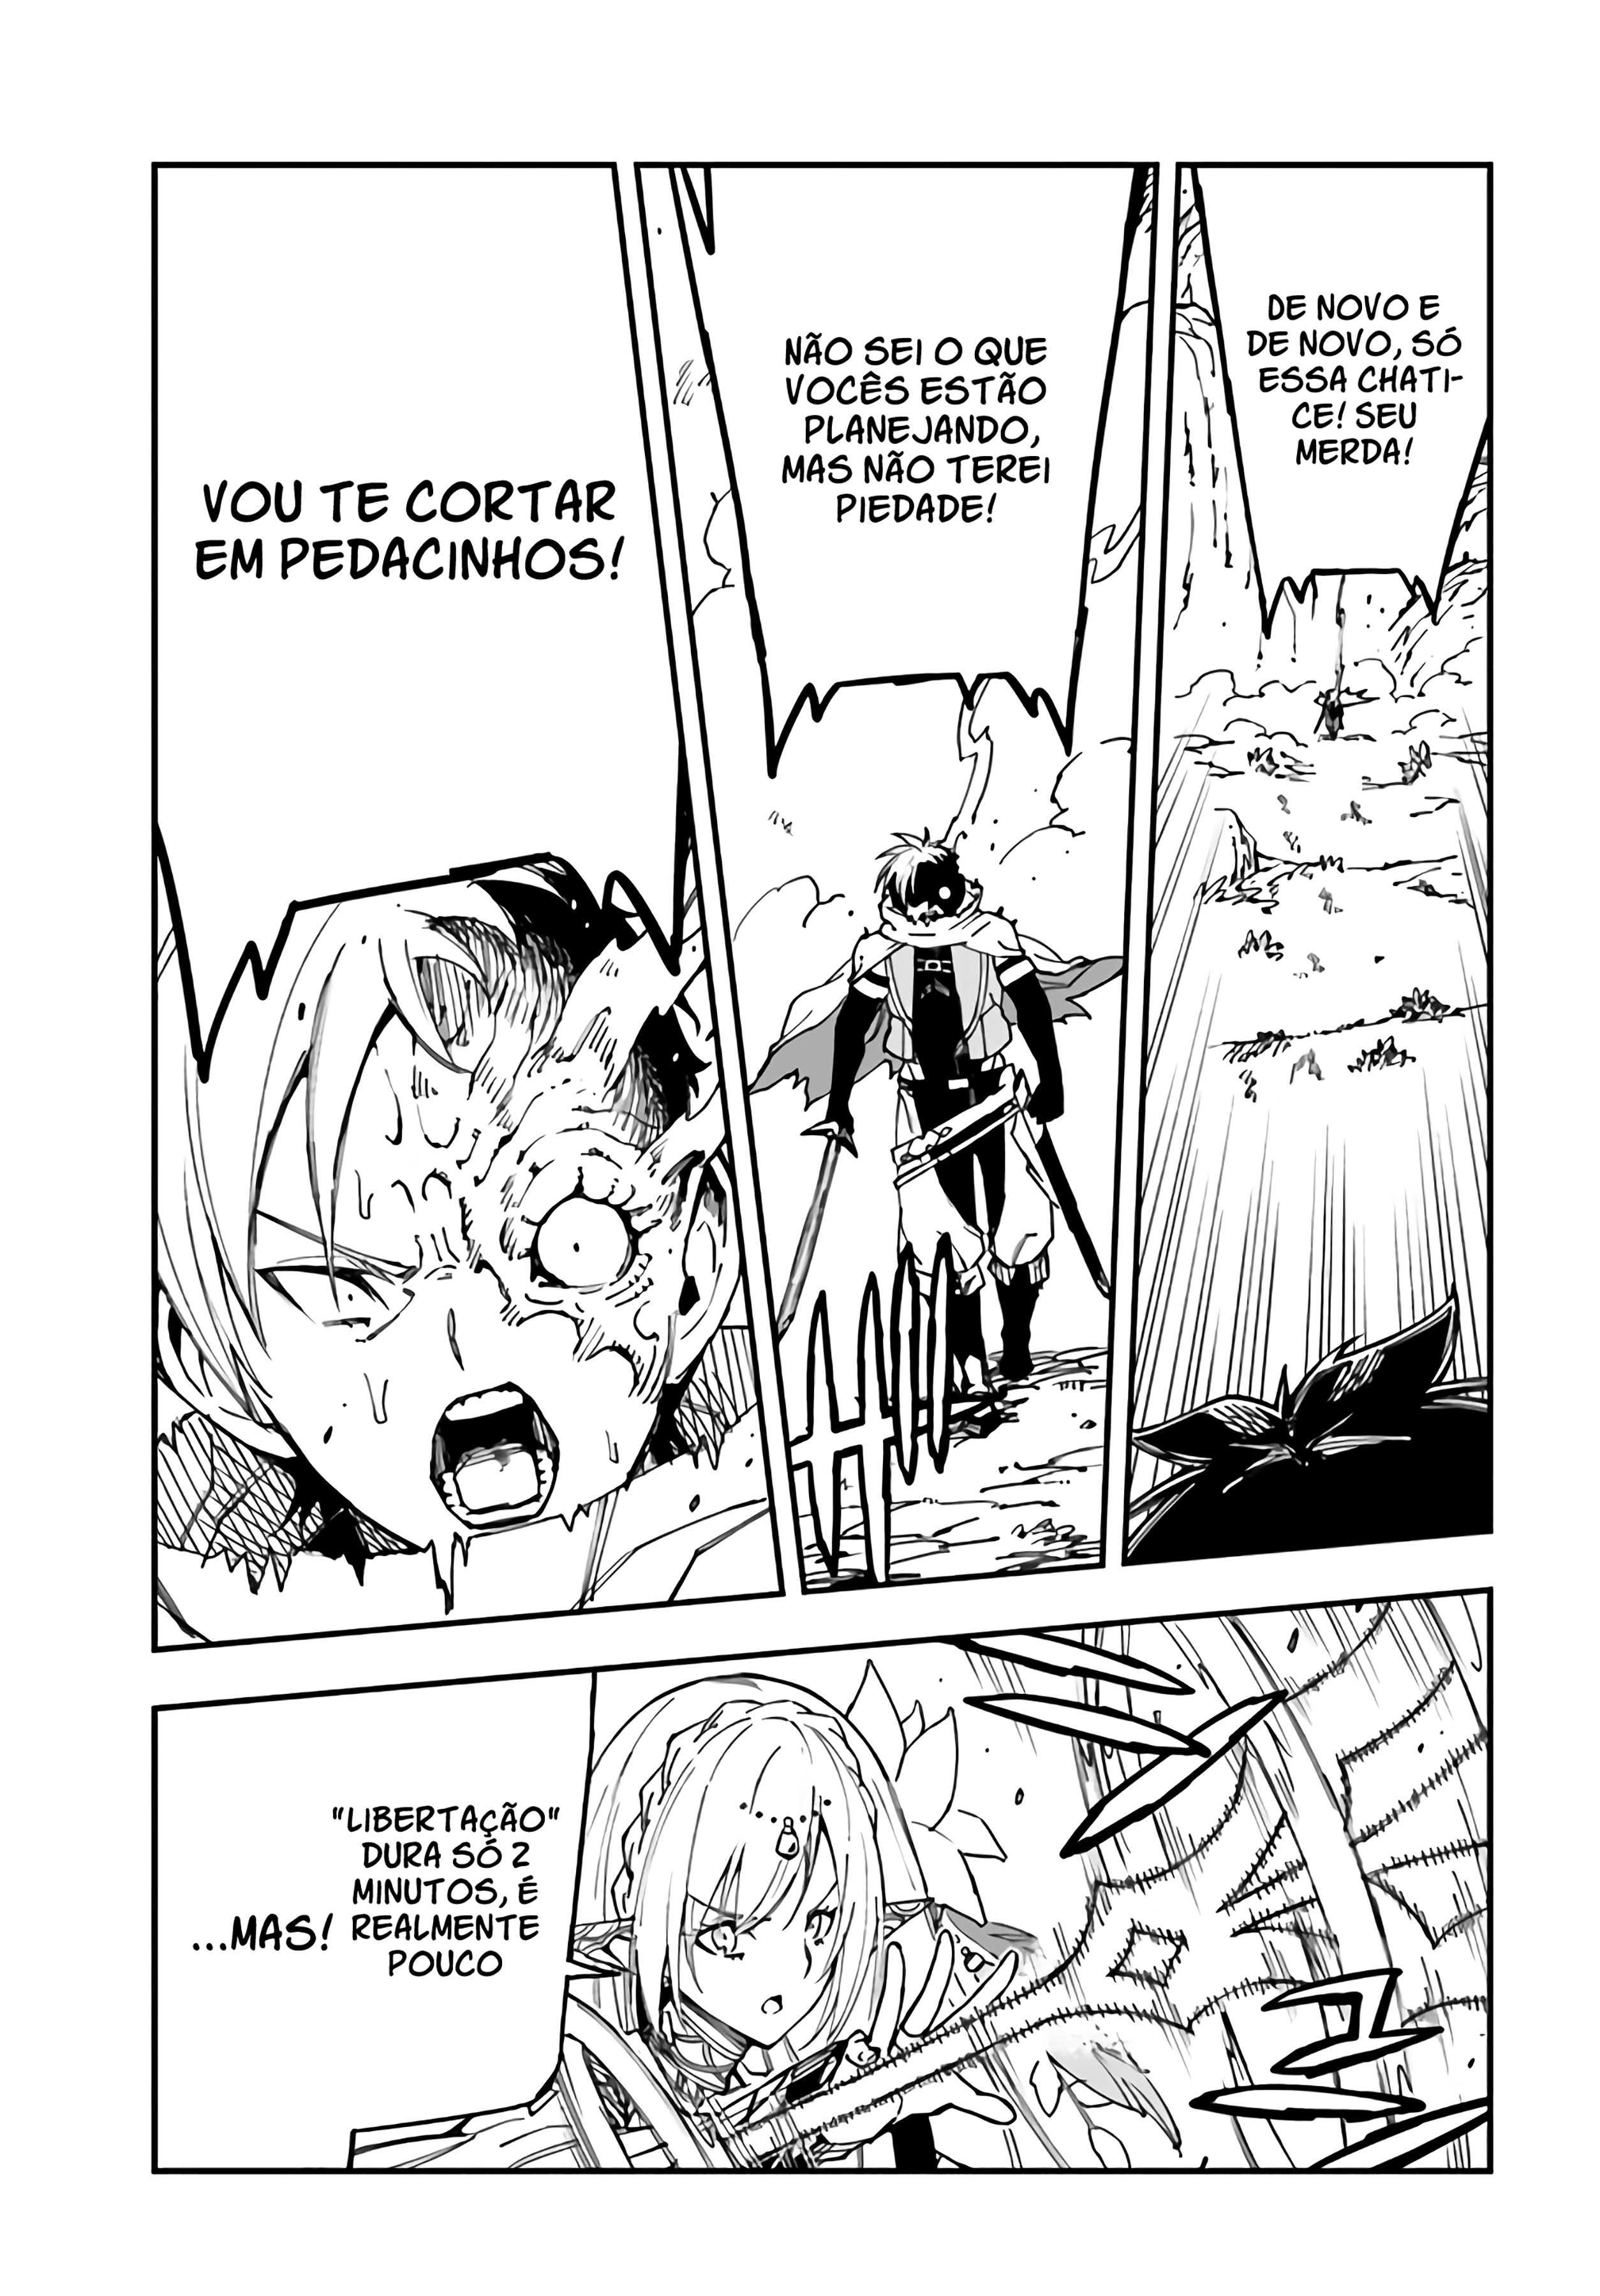 DE NOVO E
DE NOVO, SÓ
ESSA CHATI-
CE! SEU
MERDA!
NÃO SEI O QUE
VOCÊS ESTÃO
PLANEJANDO,
MAS NÃO TEREI
PIEDADE!
VOU TE CORTAR
EM PEDACINHOS!
"LIBERTAÇÃO"
DURA SÓ 2
MINUTOS, É
REALMENTE
POUCO
...MAS!